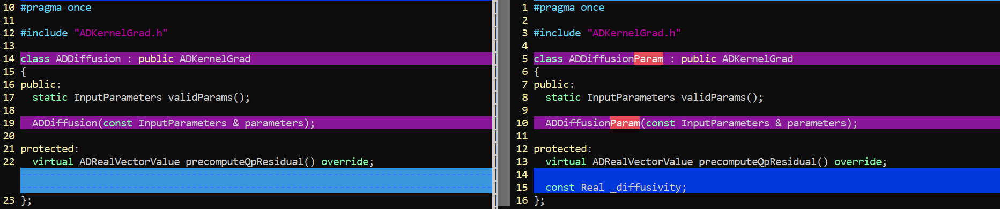 10 #pragma once
11
12 #include "ADKernelGrad.h"
13
14 class ADDiffusion : public ADKernelGrad
15 {
16 public:
17   static InputParameters validParams();
18
19   ADDiffusion(const InputParameters & parameters);
20
21 protected:
22   virtual ADRealVectorValue precomputeQpResidual() override;
23 };
1 #pragma once
2
3 #include "ADKernelGrad.h"
4
5 class ADDiffusionParam : public ADKernelGrad
6 {
7 public:
8   static InputParameters validParams();
9
10   ADDiffusionParam(const InputParameters & parameters);
11
12 protected:
13   virtual ADRealVectorValue precomputeQpResidual() override;
14
15   const Real _diffusivity;
16 };